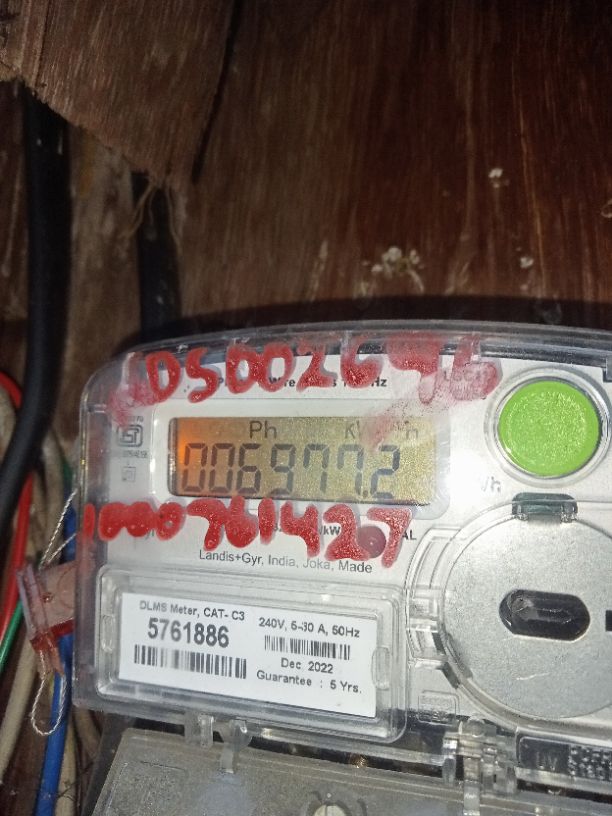 DSD02696
Ph
006977.2
1000761427
Landis+Gyr, India, Joka, Made
DLMS Meter, CAT- C3
5761886
240V, 5-30 A, 50Hz
Dec 2022
Guarantee : 5 Yrs.